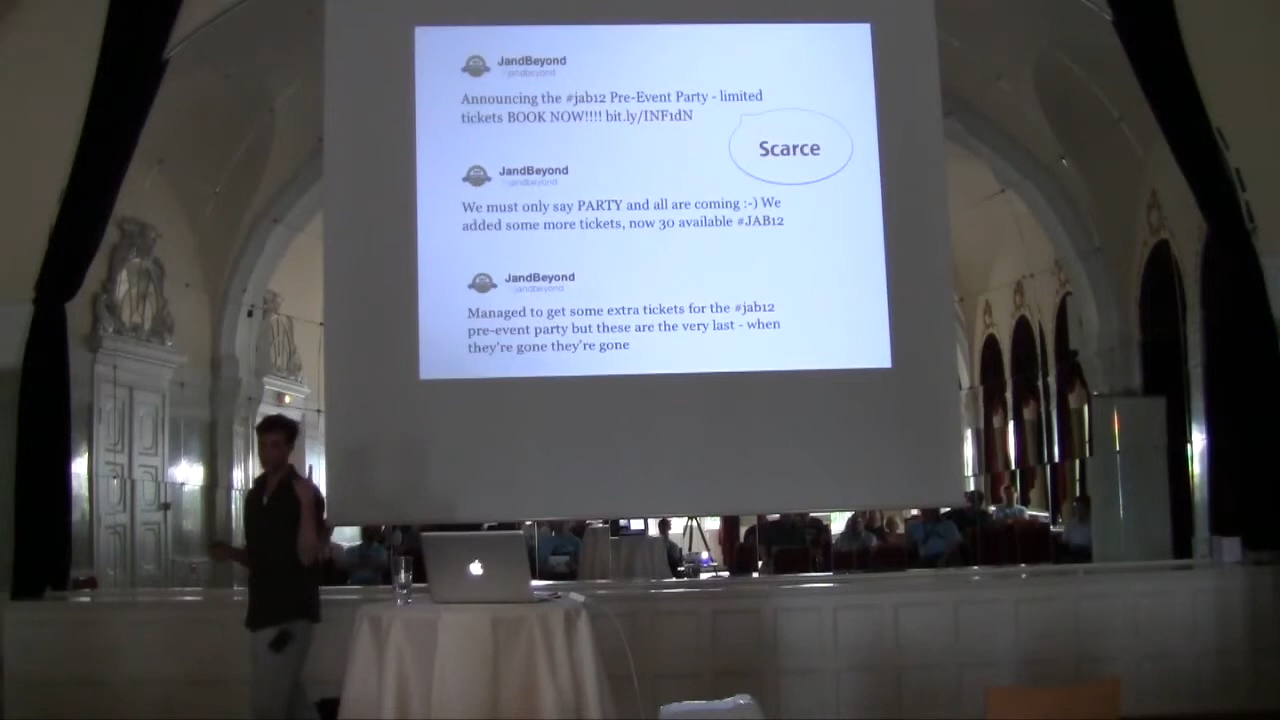 JandBeyond
jandbeyond
Announcing the #jab12 Pre-Event Party - limited
tickets BOOK NOW!!!! bit.ly/INF1dN
Scarce
JandBeyond
jandbeyond
We must only say PARTY and all are coming :-) We
added some more tickets, now 30 available #JAB12
JandBeyond
jandbeyond
Managed to get some extra tickets for the #jab12
pre-event party but these are the very last - when
they're gone they're gone